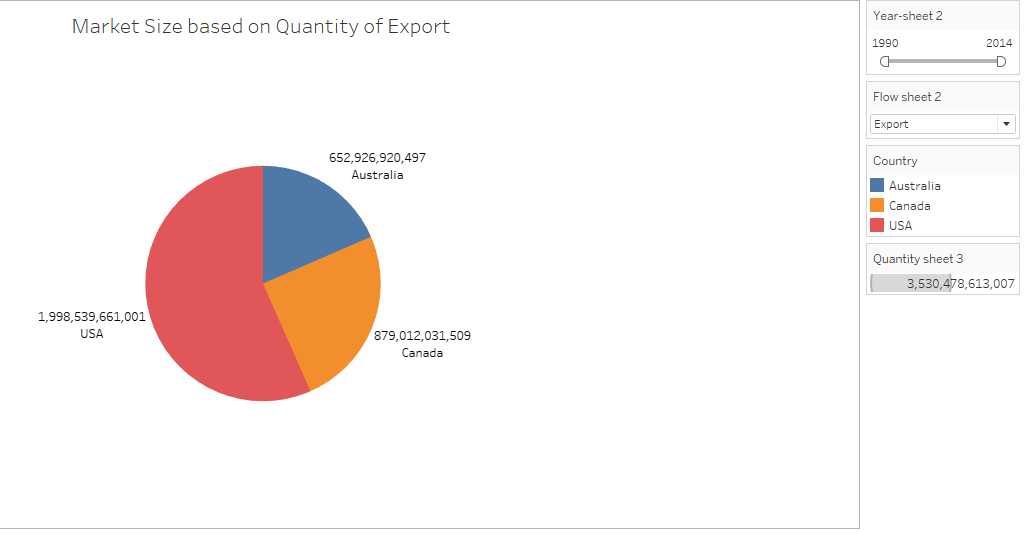 Market Size based on Quantity of Export
652,926,920,497
Australia
1,998,539,661,001
USA
879,012,031,509
Canada
Year-sheet 2
1990 2014
Flow sheet 2
Export
Country
Australia
Canada
USA
Quantity sheet 3
3,530,478,613,007